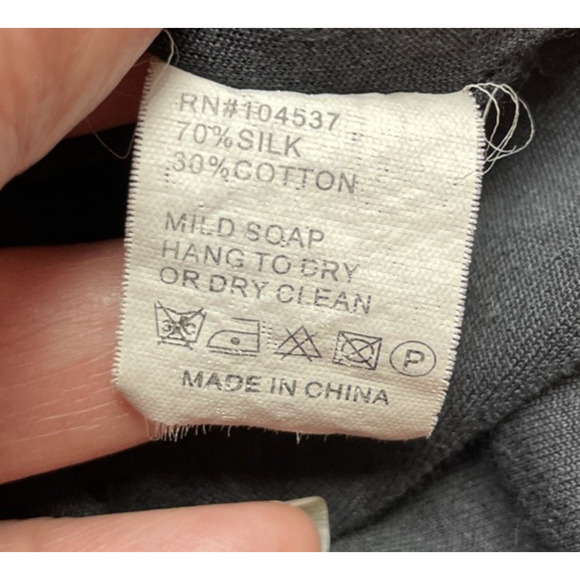 RN#104537
70%SILK
30%COTTON
MILD SOAP
HANG TO DRY
OR DRY CLEAN
P
MADE IN CHINA